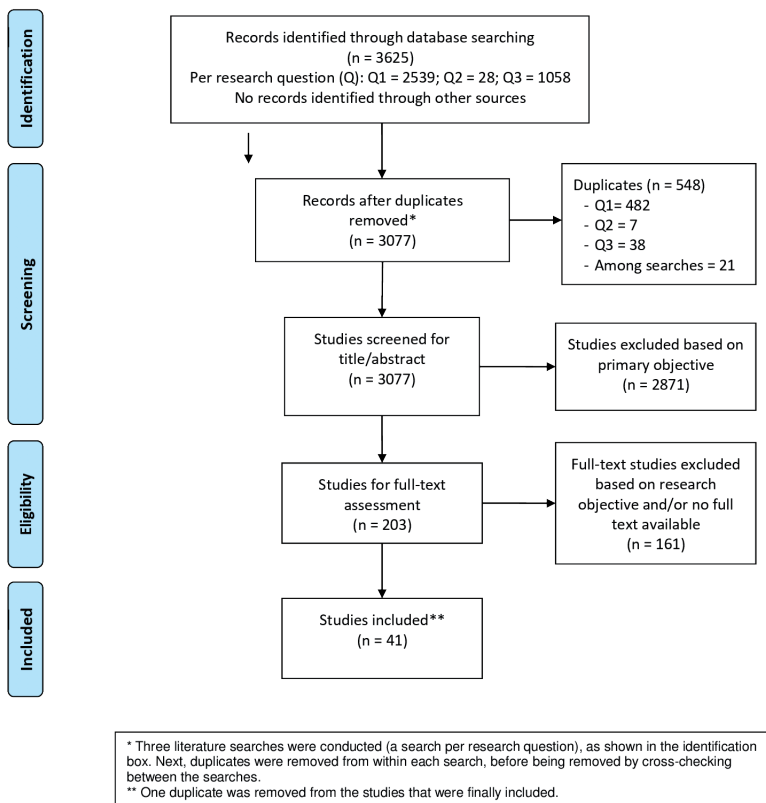 Identification
Records identified through database searching
(n = 3625)
Per research question (Q): Q1 = 2539; Q2 = 28; Q3 = 1058
No records identified through other sources
Screening
Records after duplicates
removed*
(n = 3077)
Duplicates (n = 548)
- Q1= 482
- Q2 = 7
- Q3 = 38
- Among searches = 21
Studies screened for
title/abstract
(n = 3077)
Studies excluded based on
primary objective
(n = 2871)
Eligibility
Studies for full-text
assessment
(n = 203)
Full-text studies excluded
based on research
objective and/or no full
text available
(n = 161)
Included
Studies included**
(n = 41)
* Three literature searches were conducted (a search per research question), as shown in the identification
box. Next, duplicates were removed from within each search, before being removed by cross-checking
between the searches.
** One duplicate was removed from the studies that were finally included.